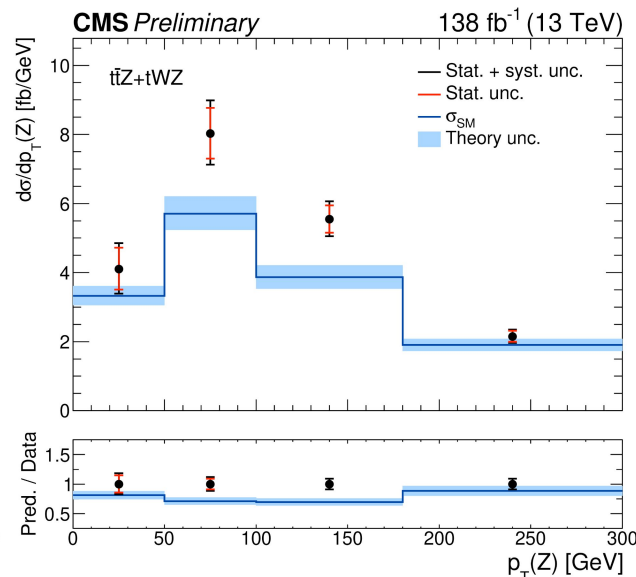 CMS Preliminary 138 fb⁻¹ (13 TeV)
tt̄Z+tWZ
Stat. + syst. unc.
Stat. unc.
σ_SM
Theory unc.
dσ/dp_T(Z) [fb/GeV]
10
8
6
4
2
0
Pred. / Data
1.5
1
0.5
0 50 100 150 200 250 300
p_T(Z) [GeV]